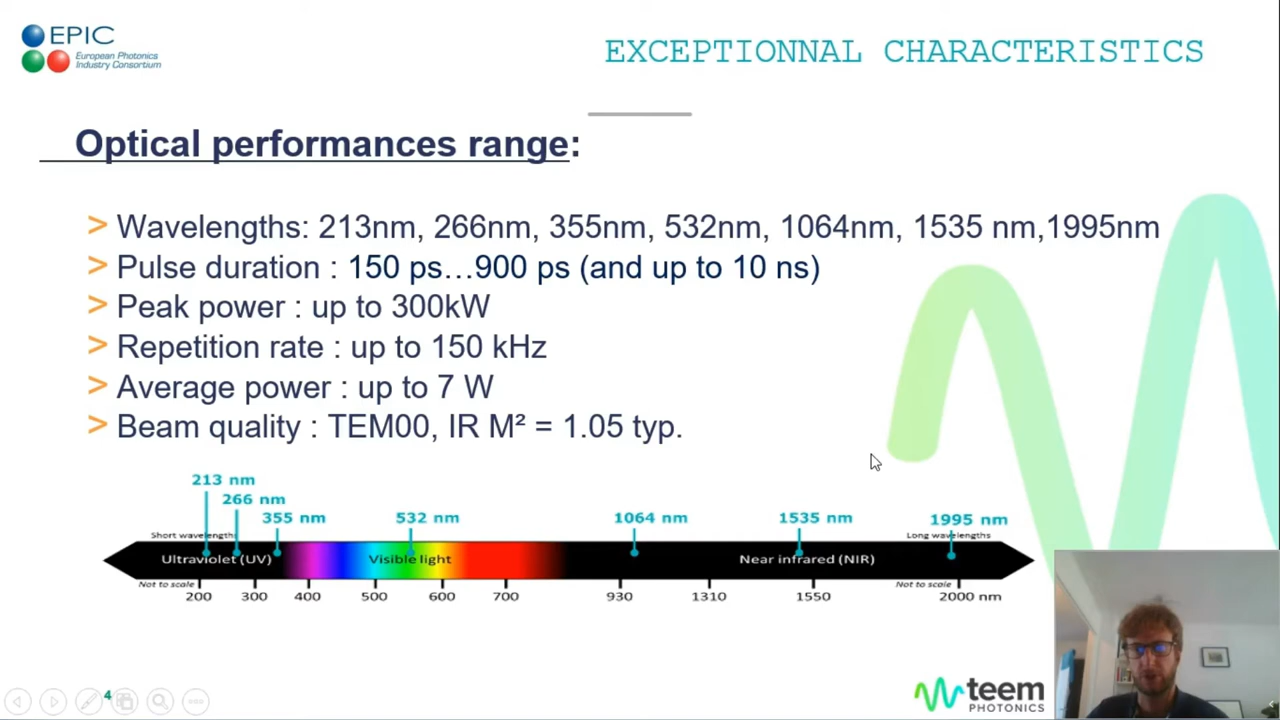 EPIC
European Photonics
Industry Consortium
EXCEPTIONNAL CHARACTERISTICS
Optical performances range:
> Wavelengths: 213nm, 266nm, 355nm, 532nm, 1064nm, 1535 nm,1995nm
> Pulse duration : 150 ps…900 ps (and up to 10 ns)
> Peak power : up to 300kW
> Repetition rate : up to 150 kHz
> Average power : up to 7 W
> Beam quality : TEM00, IR M² = 1.05 typ.
213 nm
266 nm
355 nm 532 nm 1064 nm 1535 nm 1995 nm
Short wavelengths Long wavelengths
Ultraviolet (UV) Visible light Near infrared (NIR)
Not to scale Not to scale
200 300 400 500 600 700 930 1310 1550 2000 nm
4
teem
PHOTONICS